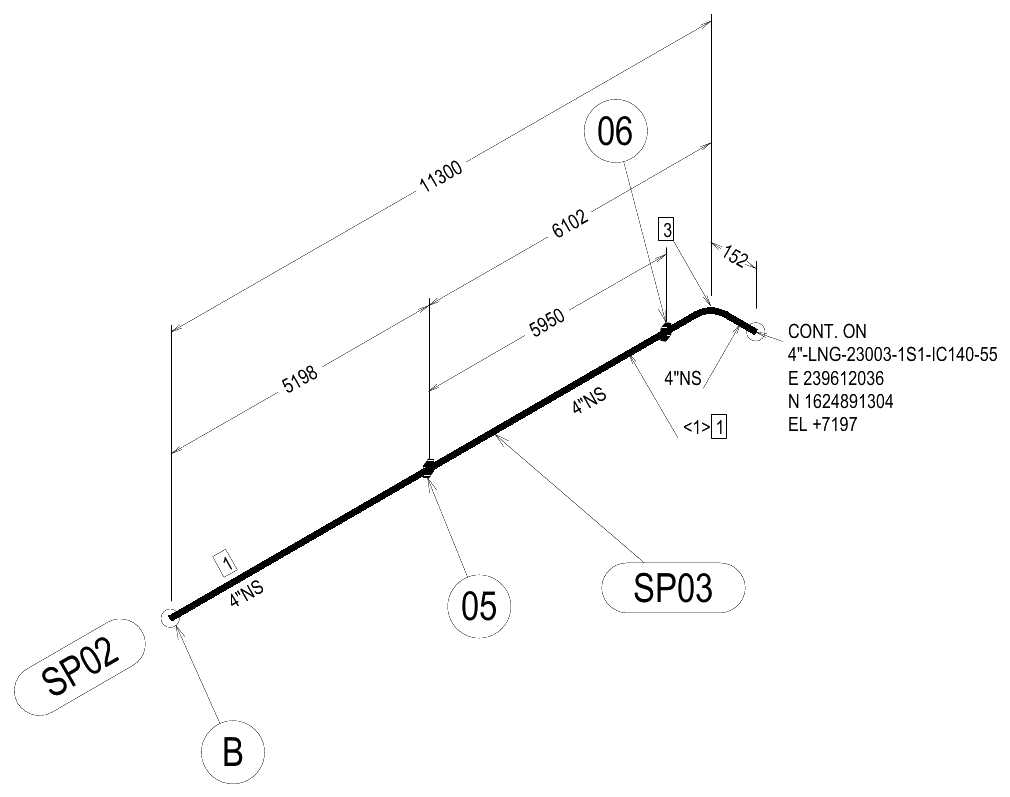 11300
06
6102
3
152
5950
CONT. ON
4"-LNG-23003-1S1-IC140-55
E 239612036
N 1624891304
EL +7197
5198
4"NS
4"NS
<1> 1
1
4"NS
SP03
05
SP02
B